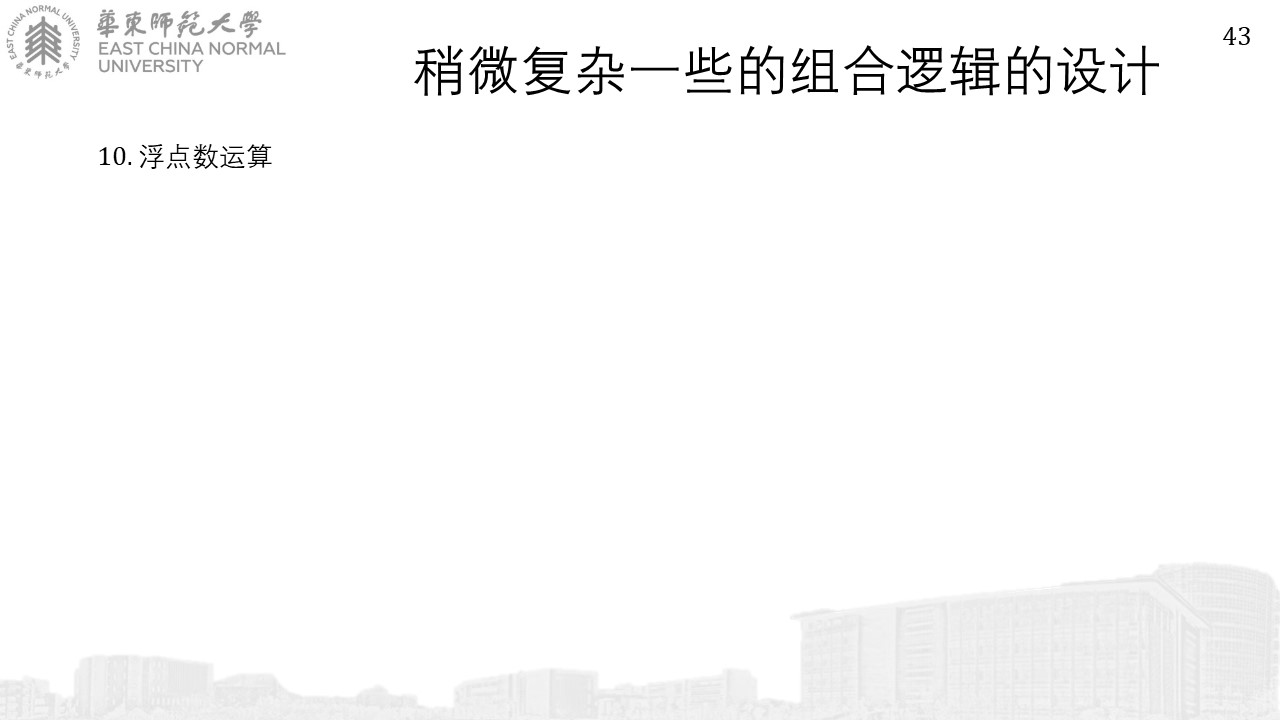 EAST CHINA NORMAL UNIVERSITY
華東師範大學
華東師範大學
EAST CHINA NORMAL
UNIVERSITY
稍微复杂一些的组合逻辑的设计
43
10. 浮点数运算